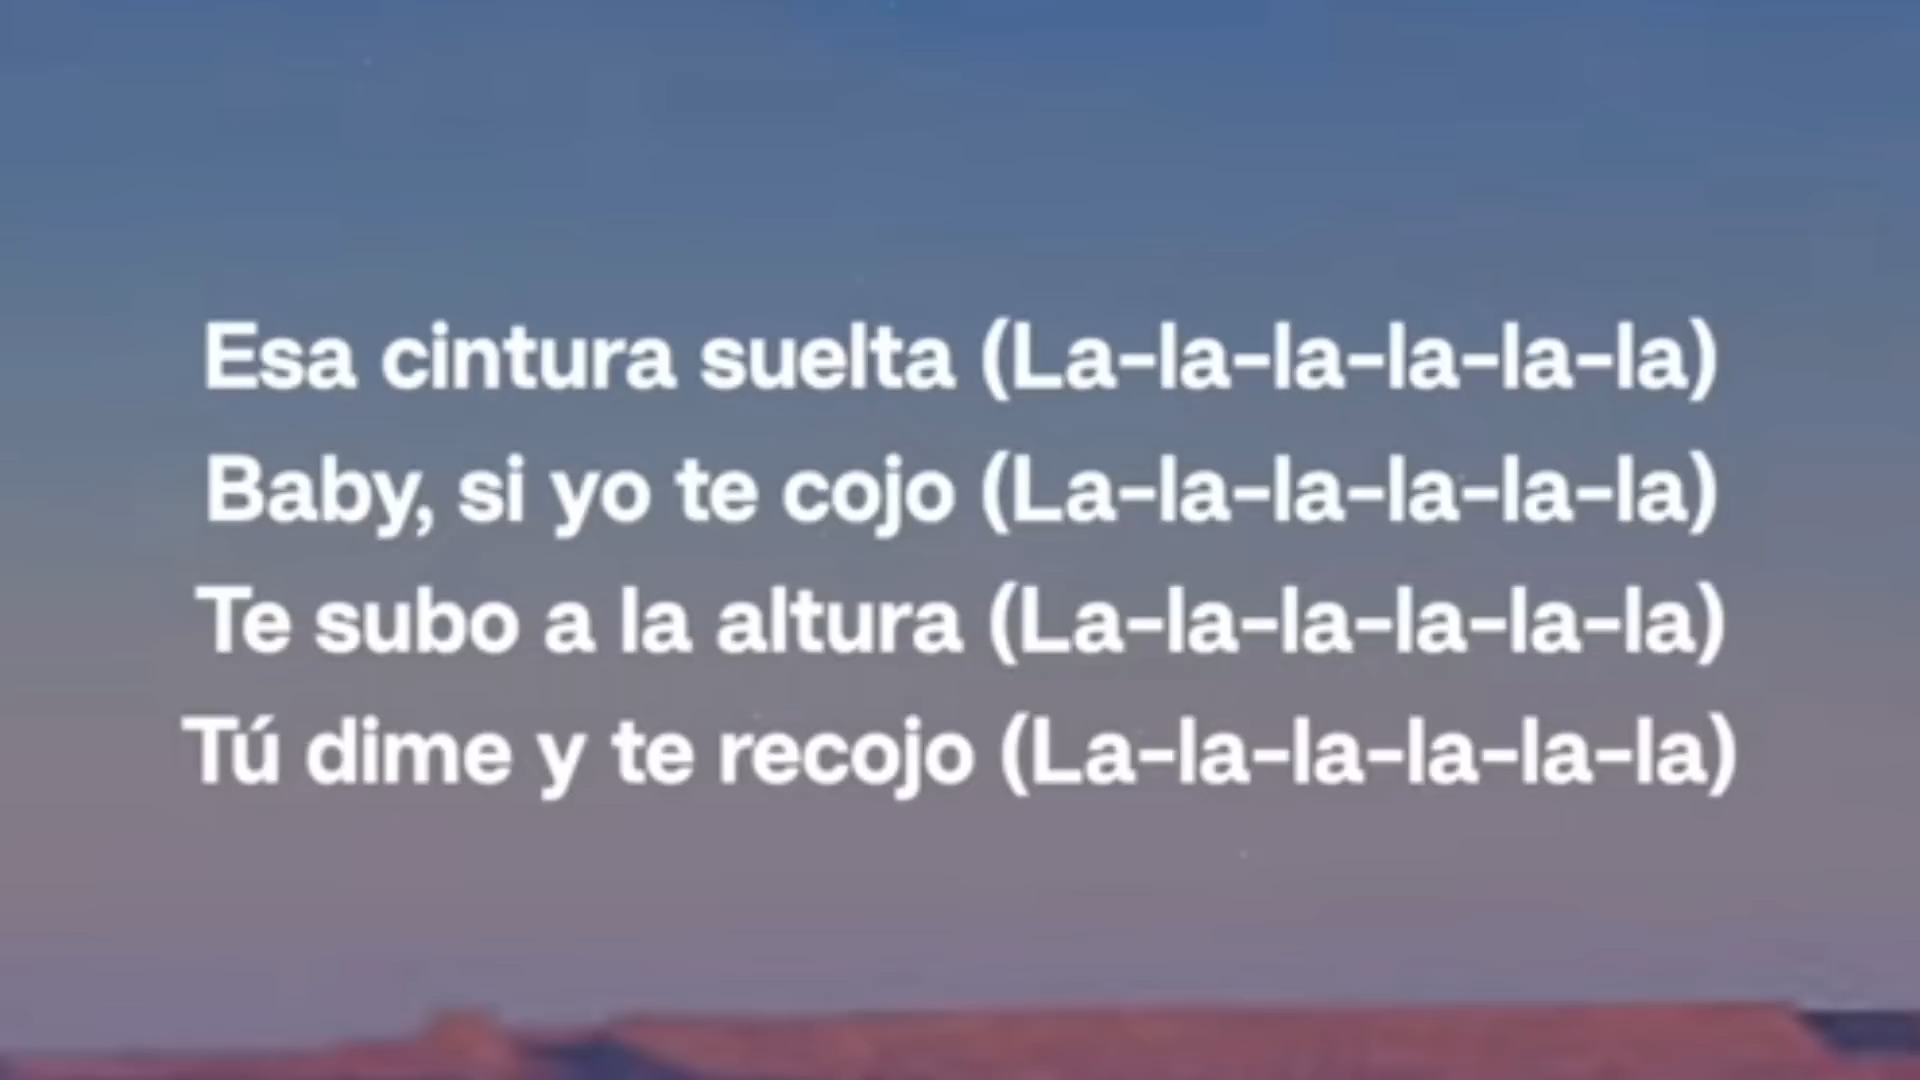 Esa cintura suelta (La-la-la-la-la-la)
Baby, si yo te cojo (La-la-la-la-la-la)
Te subo a la altura (La-la-la-la-la-la)
Tú dime y te recojo (La-la-la-la-la-la)